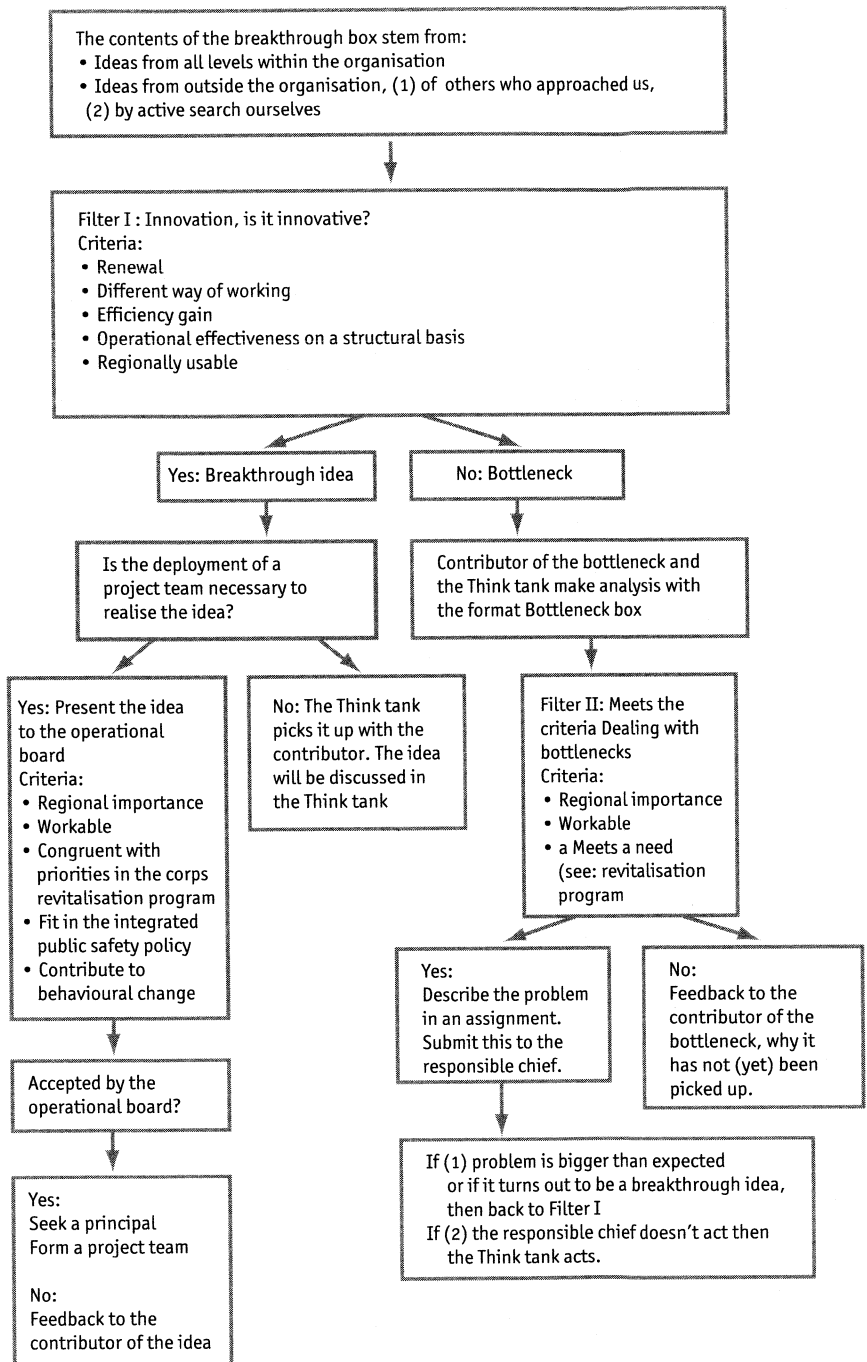 The contents of the breakthrough box stem from:
• Ideas from all levels within the organisation
• Ideas from outside the organisation, (1) of others who approached us,
(2) by active search ourselves
Filter I : Innovation, is it innovative?
Criteria:
• Renewal
• Different way of working
• Efficiency gain
• Operational effectiveness on a structural basis
• Regionally usable
Yes: Breakthrough idea
No: Bottleneck
Is the deployment of a
project team necessary to
realise the idea?
Contributor of the bottleneck and
the Think tank make analysis with
the format Bottleneck box
Yes: Present the idea
to the operational
board
Criteria:
• Regional importance
• Workable
• Congruent with
priorities in the corps
revitalisation program
• Fit in the integrated
public safety policy
• Contribute to
behavioural change
No: The Think tank
picks it up with the
contributor. The idea
will be discussed in
the Think tank
Filter II: Meets the
criteria Dealing with
bottlenecks
Criteria:
• Regional importance
• Workable
• a Meets a need
(see: revitalisation
program
Yes:
Describe the problem
in an assignment.
Submit this to the
responsible chief.
No:
Feedback to the
contributor of the
bottleneck, why it
has not (yet) been
picked up.
Accepted by the
operational board?
If (1) problem is bigger than expected
or if it turns out to be a breakthrough idea,
then back to Filter I
If (2) the responsible chief doesn't act then
the Think tank acts.
Yes:
Seek a principal
Form a project team
No:
Feedback to the
contributor of the idea